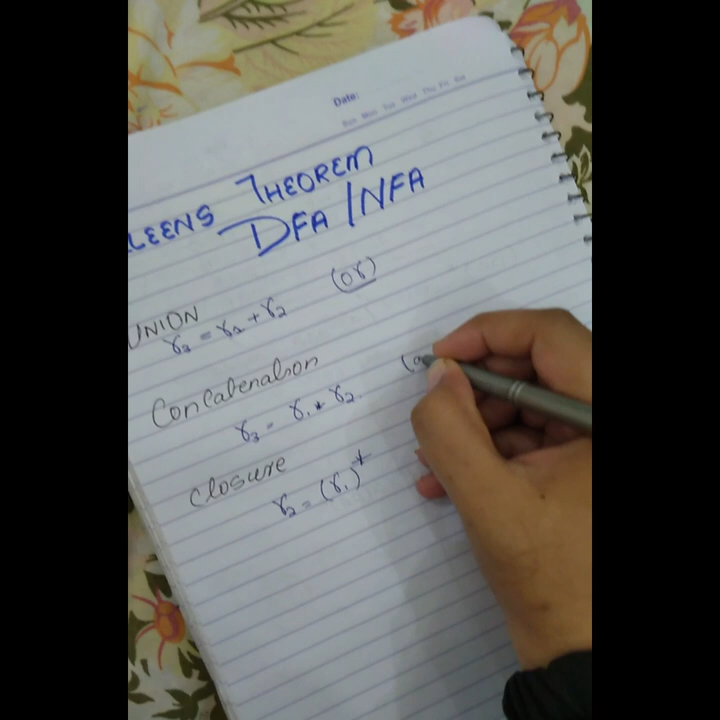 Date:
Sun Mon Tue Wed Thu Fri Sat
LEENS THEOREM
DFA / NFA
UNION (or)
r₃ = r₁ + r₂
Concatenation (a
r₃ = r₁ * r₂.
Closure
r₂ = (r₁)*